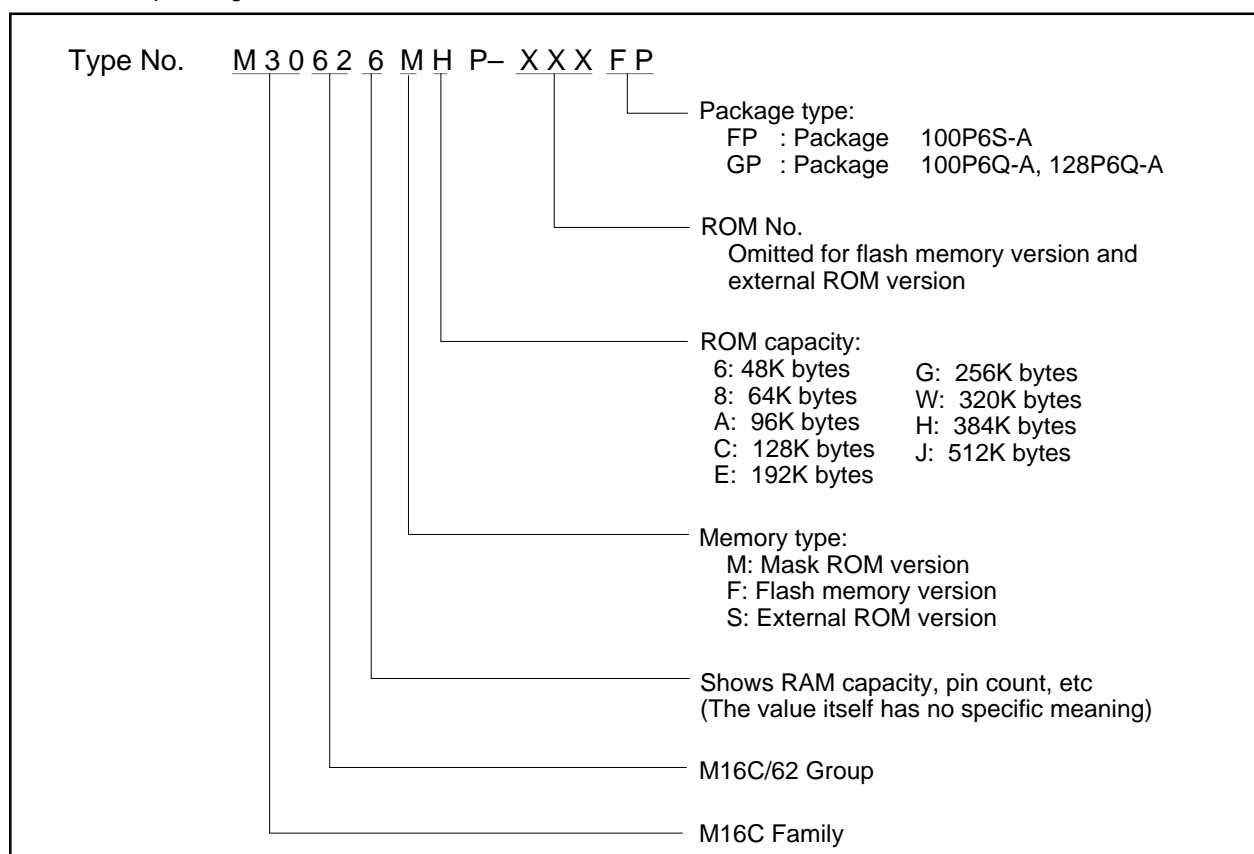 Type No. M 3 0 6 2 6 M H P– X X X F P
Package type:
FP : Package 100P6S-A
GP : Package 100P6Q-A, 128P6Q-A
ROM No.
Omitted for flash memory version and
external ROM version
ROM capacity:
6: 48K bytes
8: 64K bytes
A: 96K bytes
C: 128K bytes
E: 192K bytes
G: 256K bytes
W: 320K bytes
H: 384K bytes
J: 512K bytes
Memory type:
M: Mask ROM version
F: Flash memory version
S: External ROM version
Shows RAM capacity, pin count, etc
(The value itself has no specific meaning)
M16C/62 Group
M16C Family